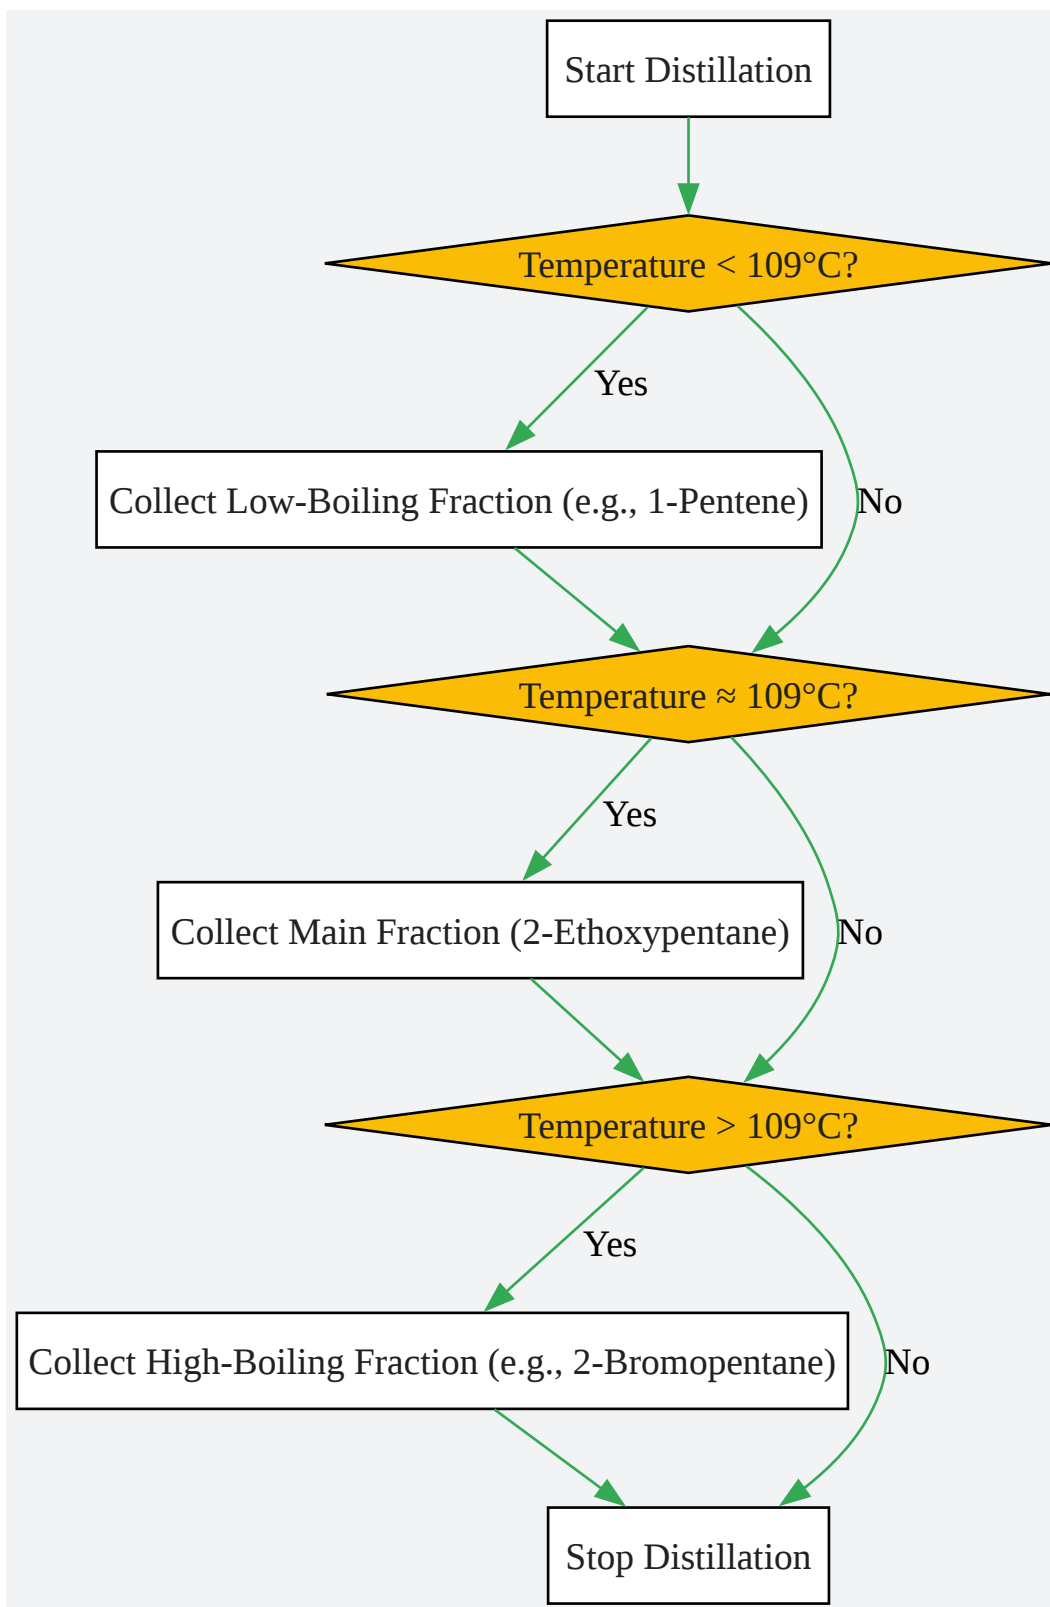 Start Distillation
Temperature < 109°C?
Yes
Collect Low-Boiling Fraction (e.g., 1-Pentene)
No
Temperature ≈ 109°C?
Yes
Collect Main Fraction (2-Ethoxypentane)
No
Temperature > 109°C?
Yes
Collect High-Boiling Fraction (e.g., 2-Bromopentane)
No
Stop Distillation